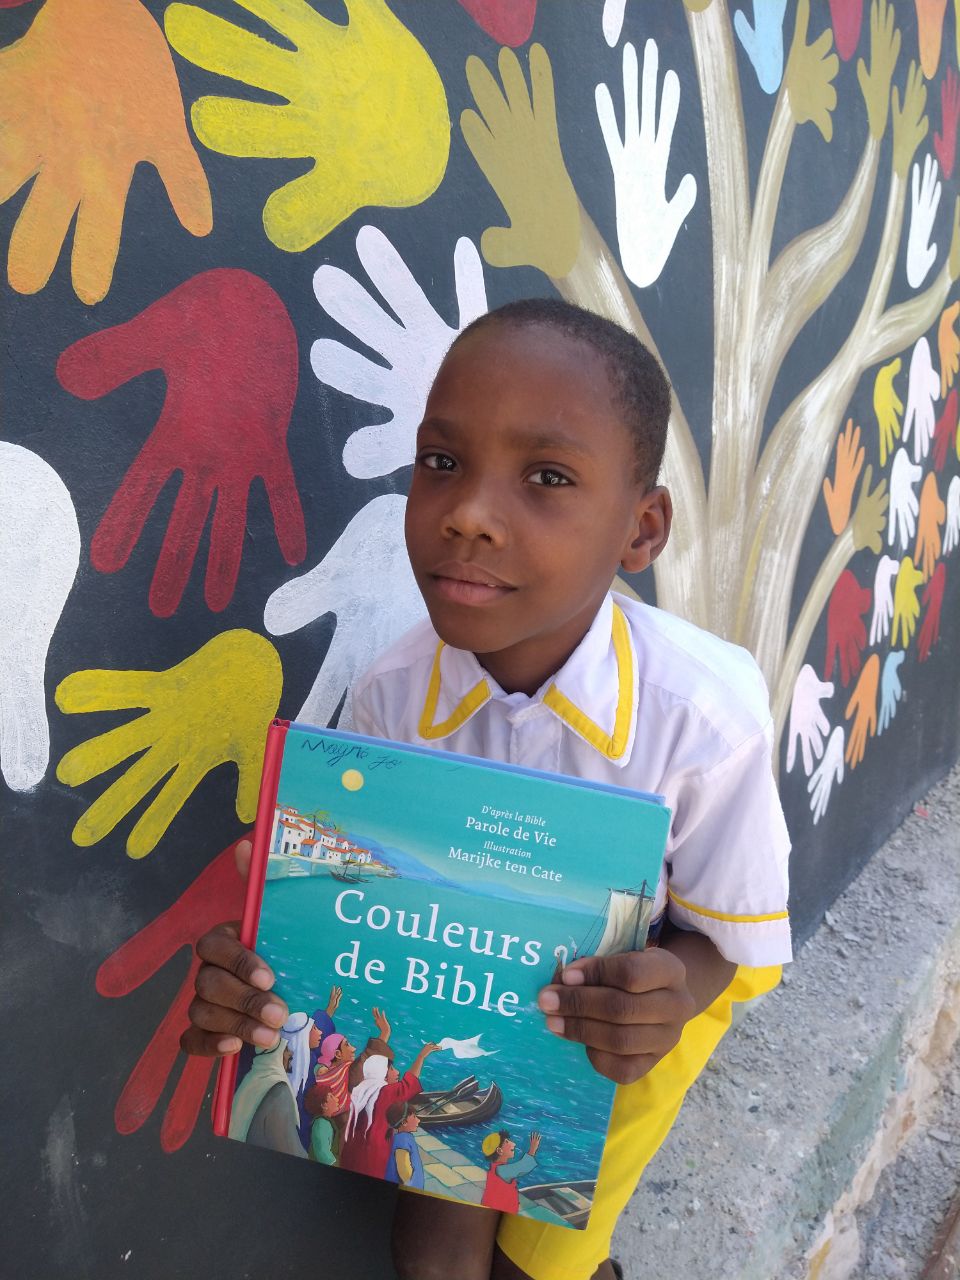 D'après la Bible
Parole de Vie
Illustration
Marijke ten Cate
Couleurs
de Bible